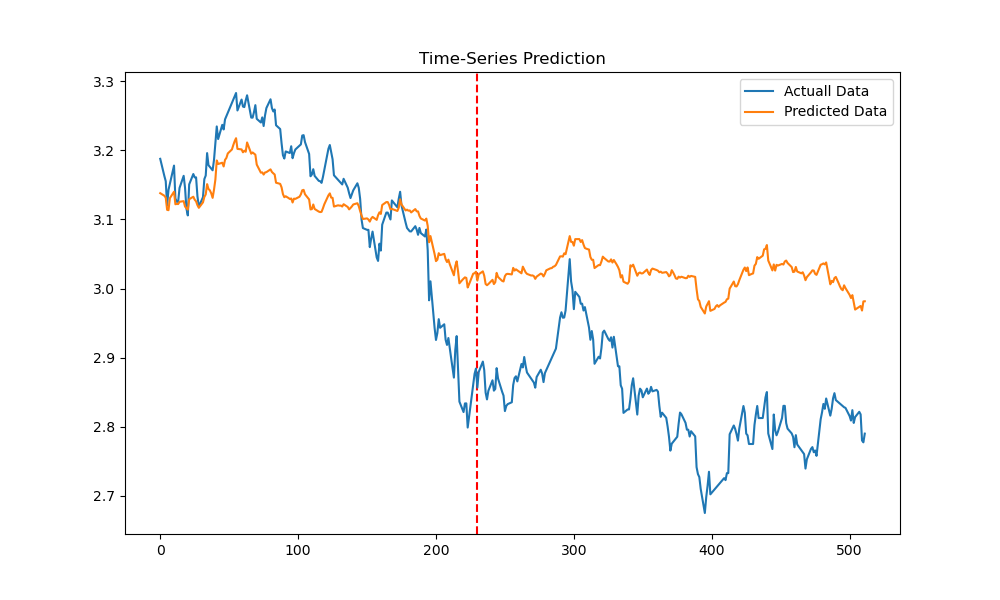 Time-Series Prediction
Actuall Data
Predicted Data
3.3
3.2
3.1
3.0
2.9
2.8
2.7
0 100 200 300 400 500